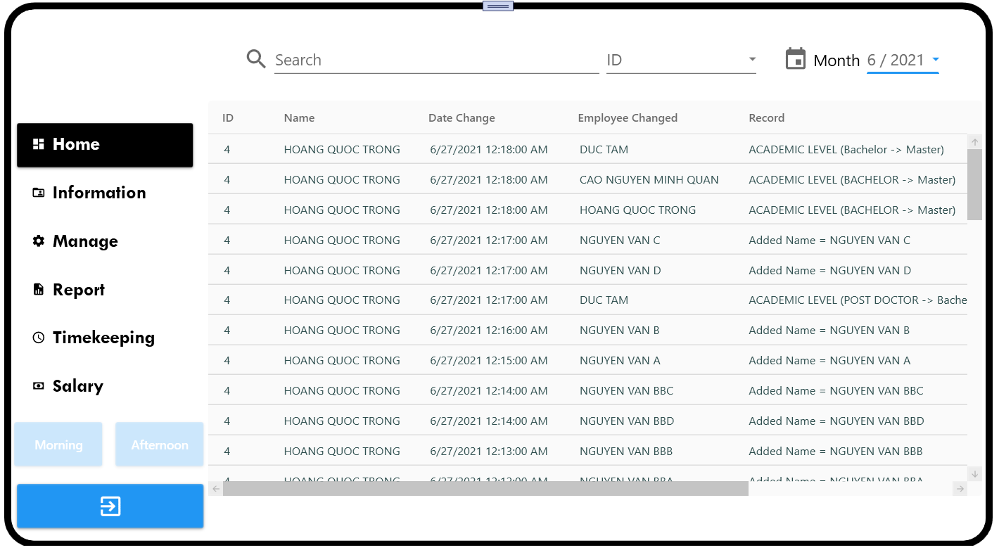 Search ID Month 6 / 2021
ID Name Date Change Employee Changed Record
Home
Information
Manage
Report
Timekeeping
Salary
Morning Afternoon
4 HOANG QUOC TRONG 6/27/2021 12:18:00 AM DUC TAM ACADEMIC LEVEL (Bachelor -> Master)
4 HOANG QUOC TRONG 6/27/2021 12:18:00 AM CAO NGUYEN MINH QUAN ACADEMIC LEVEL (BACHELOR -> Master)
4 HOANG QUOC TRONG 6/27/2021 12:18:00 AM HOANG QUOC TRONG ACADEMIC LEVEL (BACHELOR -> Master)
4 HOANG QUOC TRONG 6/27/2021 12:17:00 AM NGUYEN VAN C Added Name = NGUYEN VAN C
4 HOANG QUOC TRONG 6/27/2021 12:17:00 AM NGUYEN VAN D Added Name = NGUYEN VAN D
4 HOANG QUOC TRONG 6/27/2021 12:17:00 AM DUC TAM ACADEMIC LEVEL (POST DOCTOR -> Bache
4 HOANG QUOC TRONG 6/27/2021 12:16:00 AM NGUYEN VAN B Added Name = NGUYEN VAN B
4 HOANG QUOC TRONG 6/27/2021 12:15:00 AM NGUYEN VAN A Added Name = NGUYEN VAN A
4 HOANG QUOC TRONG 6/27/2021 12:14:00 AM NGUYEN VAN BBC Added Name = NGUYEN VAN BBC
4 HOANG QUOC TRONG 6/27/2021 12:14:00 AM NGUYEN VAN BBD Added Name = NGUYEN VAN BBD
4 HOANG QUOC TRONG 6/27/2021 12:13:00 AM NGUYEN VAN BBB Added Name = NGUYEN VAN BBB
4 HOANG QUOC TRONG 6/27/2021 12:12:00 AM NGUYEN VAN BBA Added Name = NGUYEN VAN BBA